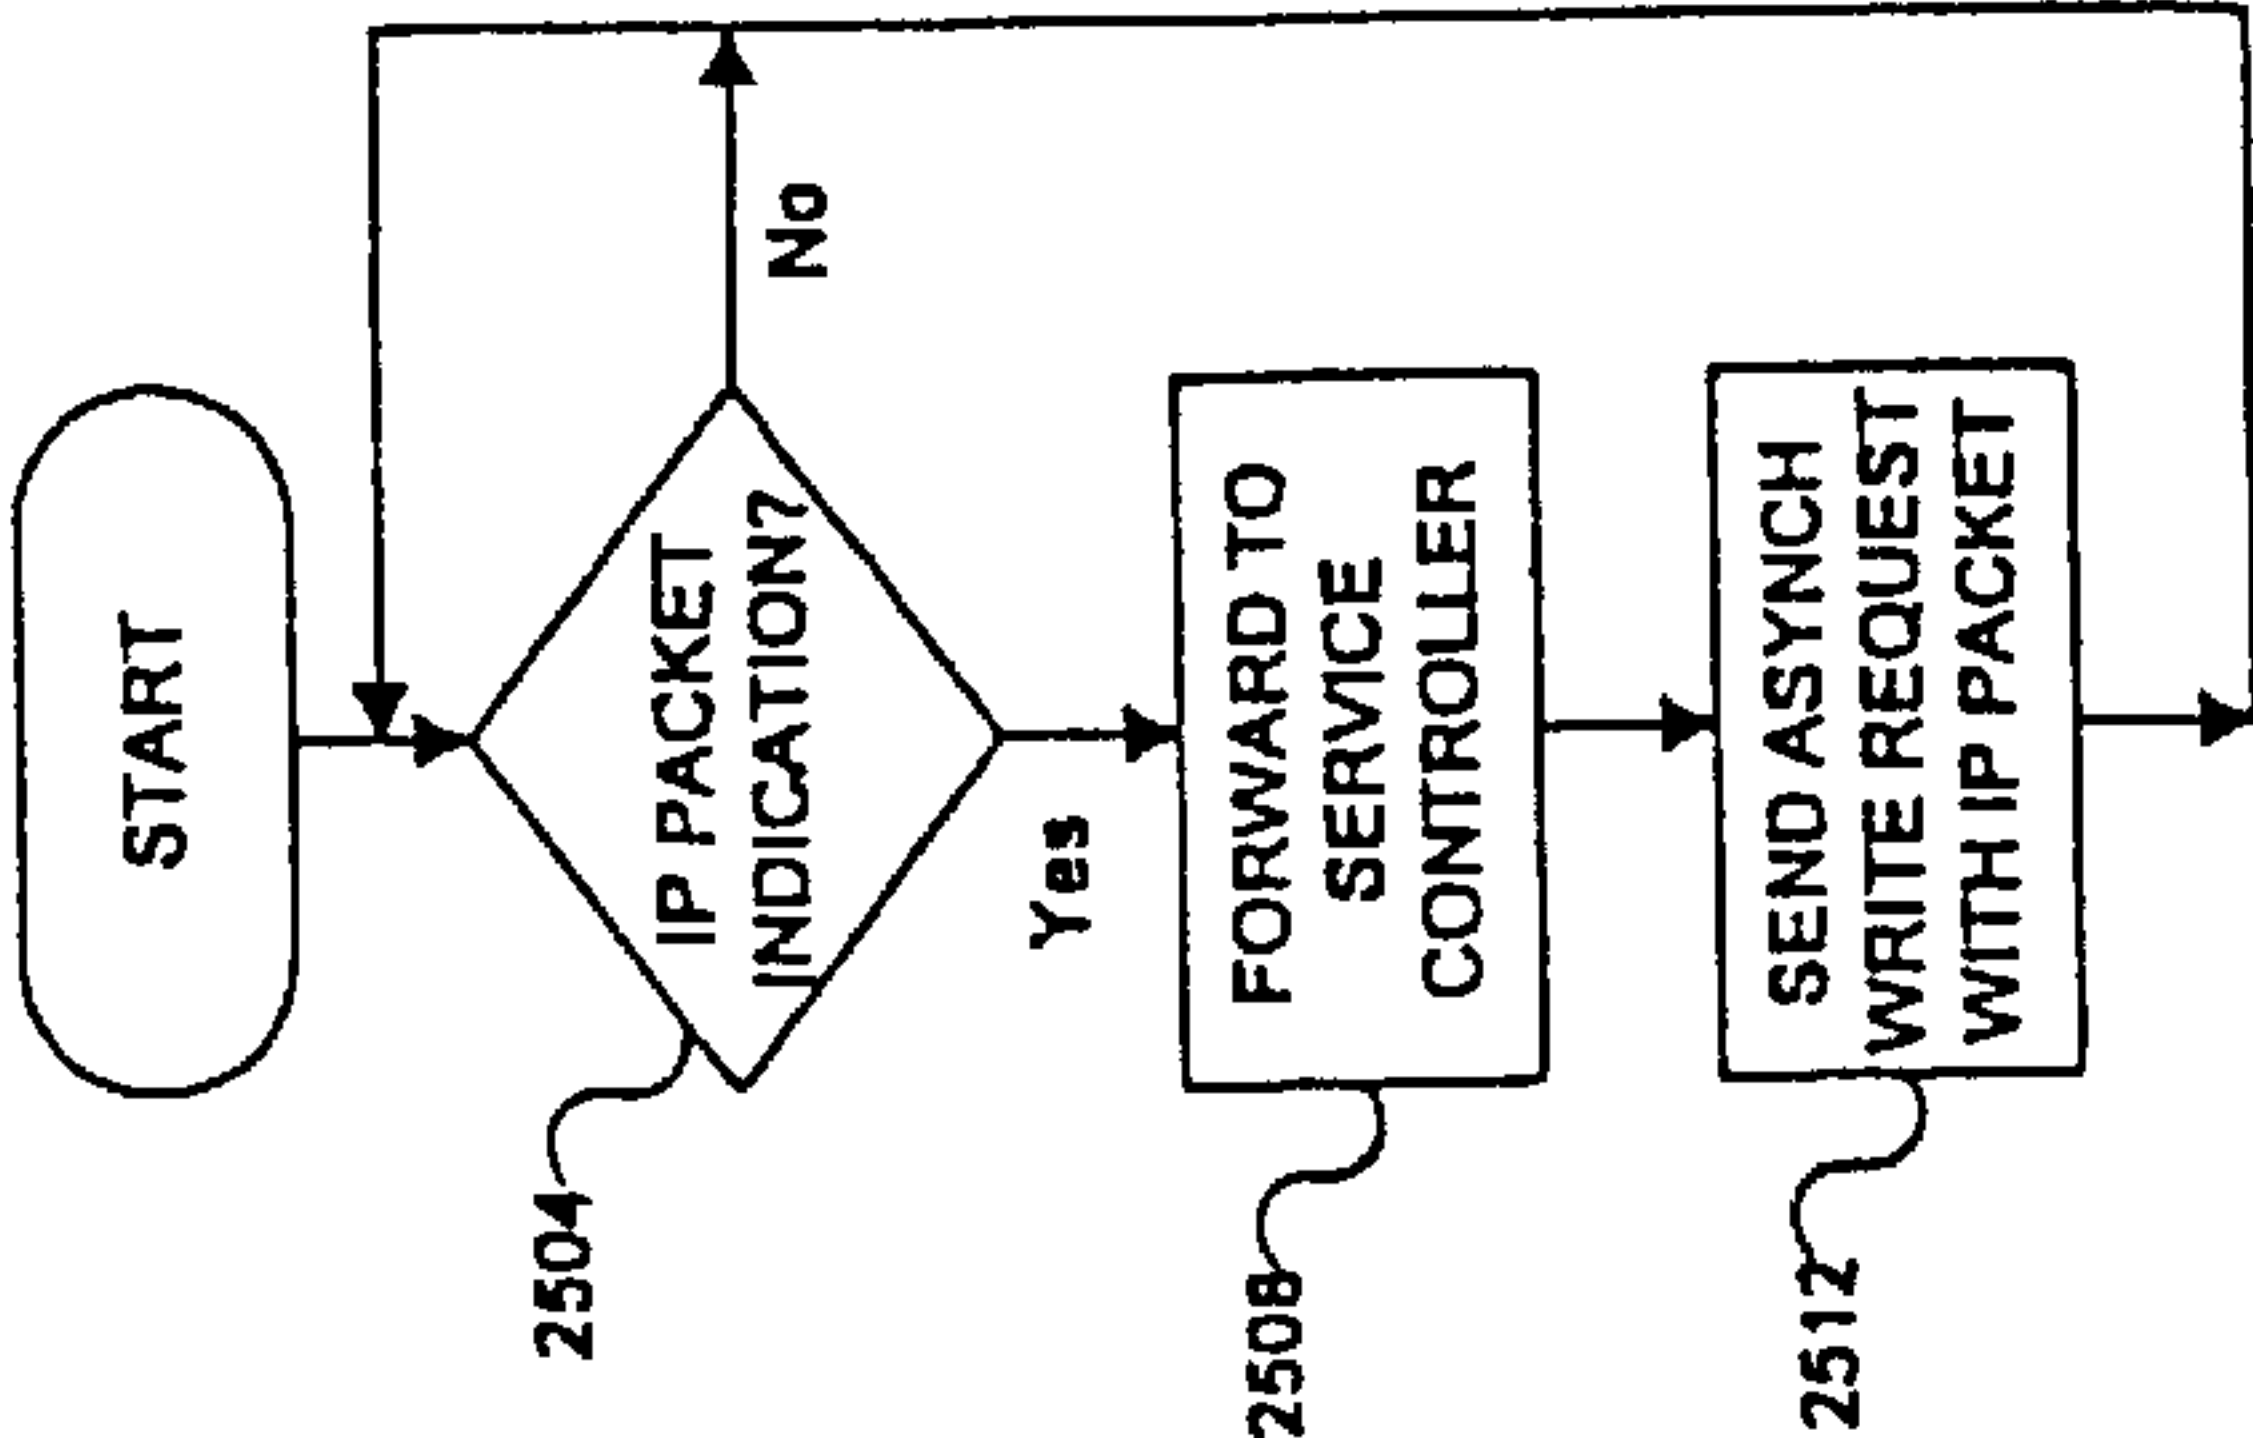 START
2504
IP PACKET
INDICATION?
No
Yes
2508
FORWARD TO
SERVICE
CONTROLLER
2512
SEND ASYNCH
WRITE REQUEST
WITH IP PACKET